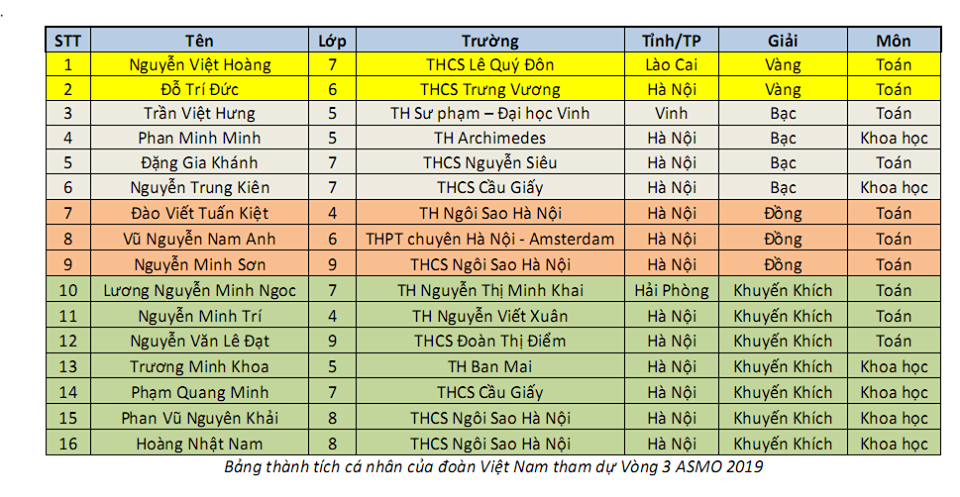 STT Tên Lớp Trường Tỉnh/TP Giải Môn
1 Nguyễn Việt Hoàng 7 THCS Lê Quý Đôn Lào Cai Vàng Toán
2 Đỗ Trí Đức 6 THCS Trưng Vương Hà Nội Vàng Toán
3 Trần Việt Hưng 5 TH Sư phạm – Đại học Vinh Vinh Bạc Toán
4 Phan Minh Minh 5 TH Archimedes Hà Nội Bạc Khoa học
5 Đặng Gia Khánh 7 THCS Nguyễn Siêu Hà Nội Bạc Toán
6 Nguyễn Trung Kiên 7 THCS Cầu Giấy Hà Nội Bạc Khoa học
7 Đào Viết Tuấn Kiệt 4 TH Ngôi Sao Hà Nội Hà Nội Đồng Toán
8 Vũ Nguyễn Nam Anh 6 THPT chuyên Hà Nội - Amsterdam Hà Nội Đồng Toán
9 Nguyễn Minh Sơn 9 THCS Ngôi Sao Hà Nội Hà Nội Đồng Toán
10 Lương Nguyễn Minh Ngọc 7 TH Nguyễn Thị Minh Khai Hải Phòng Khuyến Khích Toán
11 Nguyễn Minh Trí 4 TH Nguyễn Viết Xuân Hà Nội Khuyến Khích Toán
12 Nguyễn Văn Lê Đạt 9 THCS Đoàn Thị Điểm Hà Nội Khuyến Khích Toán
13 Trương Minh Khoa 5 TH Ban Mai Hà Nội Khuyến Khích Khoa học
14 Phạm Quang Minh 7 THCS Cầu Giấy Hà Nội Khuyến Khích Khoa học
15 Phan Vũ Nguyên Khải 8 THCS Ngôi Sao Hà Nội Hà Nội Khuyến Khích Khoa học
16 Hoàng Nhật Nam 8 THCS Ngôi Sao Hà Nội Hà Nội Khuyến Khích Khoa học
Bảng thành tích cá nhân của đoàn Việt Nam tham dự Vòng 3 ASMO 2019